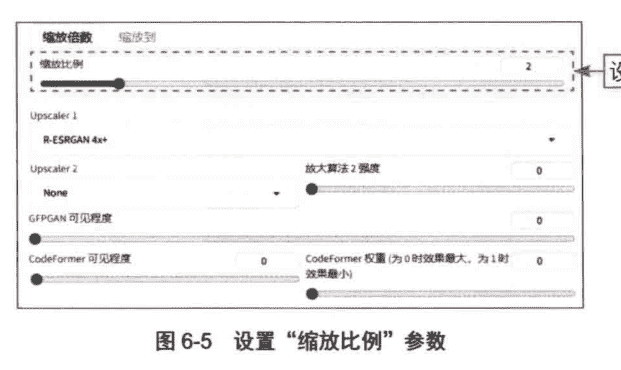 缩放倍数 缩放到
缩放比例 2
Upscaler 1
R-ESRGAN 4x+
Upscaler 2 放大算法 2 强度 0
None
GFPGAN 可见程度 0
CodeFormer 可见程度 0 CodeFormer 权重 (为 0 时效果最大，为 1 时 0
效果最小)
图 6-5 设置“缩放比例”参数